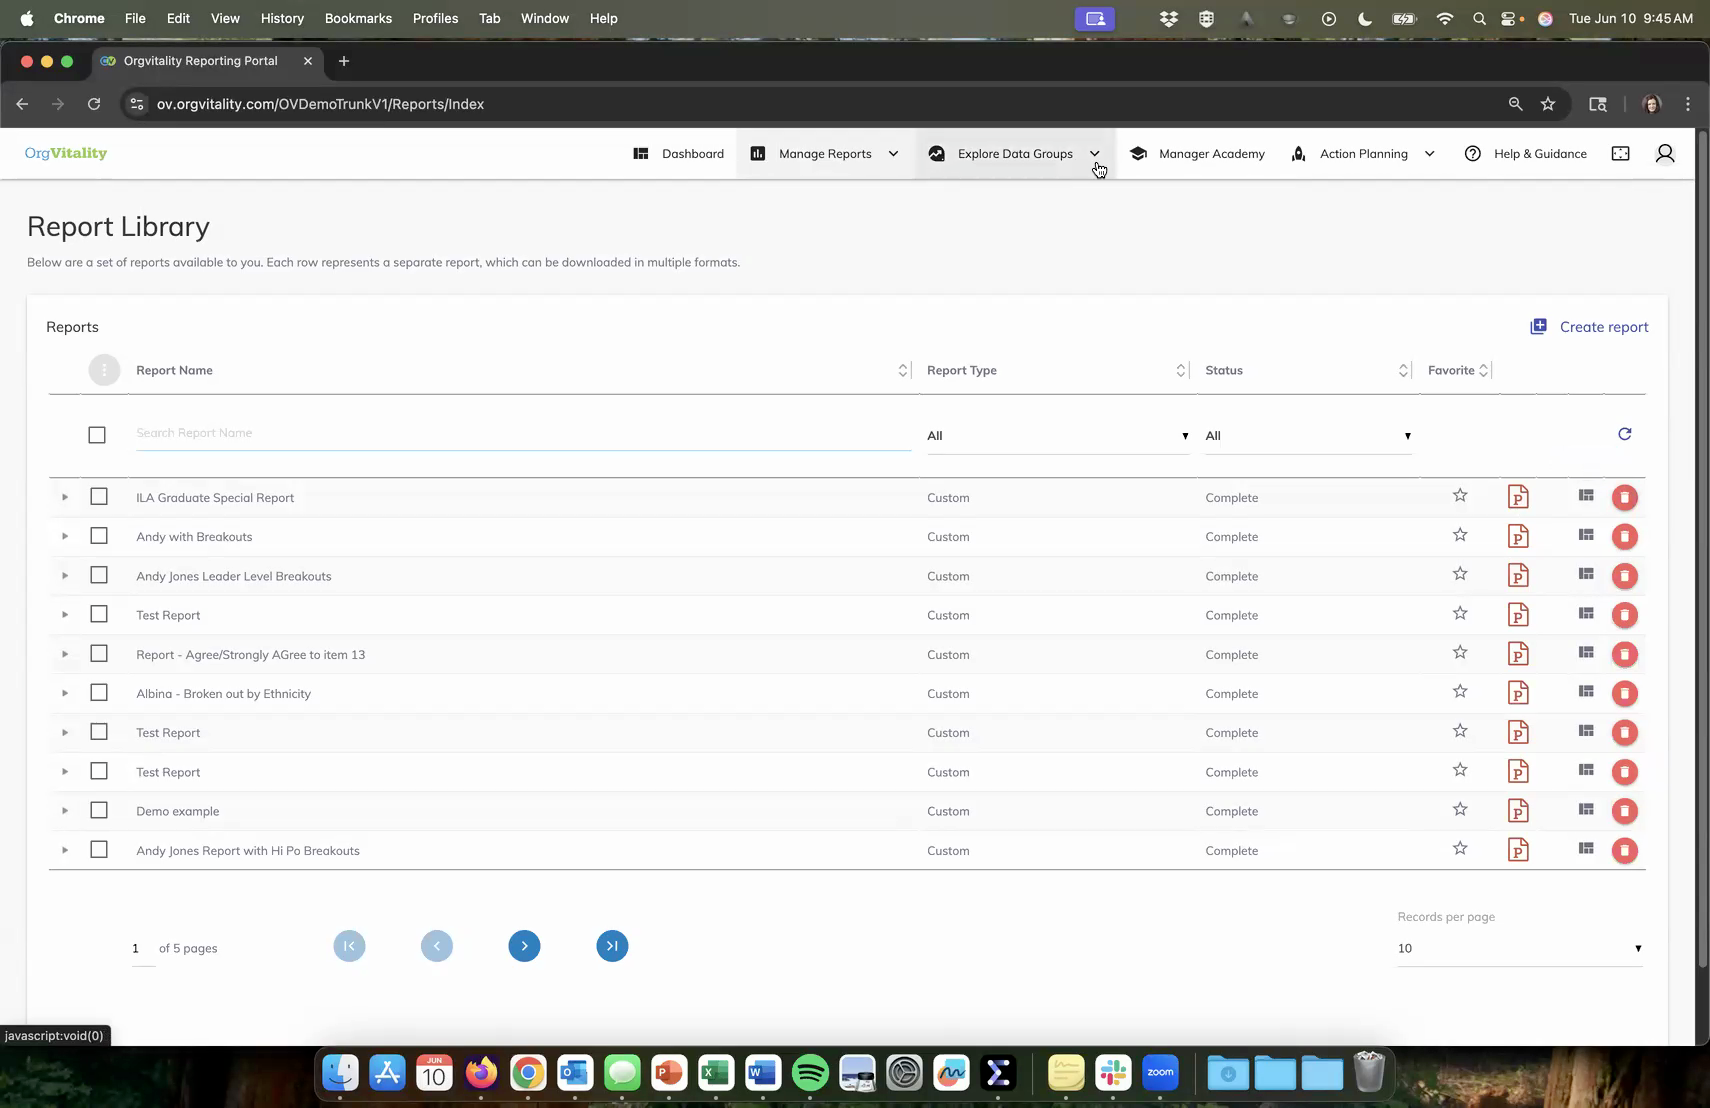 Chrome File Edit View History Bookmarks Profiles Tab Window Help Tue Jun 10 9:45 AM
Orgvitality Reporting Portal
ov.orgvitality.com/OVDemoTrunkV1/Reports/Index
OrgVitality Dashboard Manage Reports Explore Data Groups Manager Academy Action Planning Help & Guidance
Report Library
Below are a set of reports available to you. Each row represents a separate report, which can be downloaded in multiple formats.
Reports Create report
Report Name Report Type Status Favorite
Search Report Name All All
ILA Graduate Special Report Custom Complete
Andy with Breakouts Custom Complete
Andy Jones Leader Level Breakouts Custom Complete
Test Report Custom Complete
Report - Agree/Strongly AGree to item 13 Custom Complete
Albina - Broken out by Ethnicity Custom Complete
Test Report Custom Complete
Test Report Custom Complete
Demo example Custom Complete
Andy Jones Report with Hi Po Breakouts Custom Complete
Records per page
1 of 5 pages 10
javascript:void(0)
JUN
10
zoom